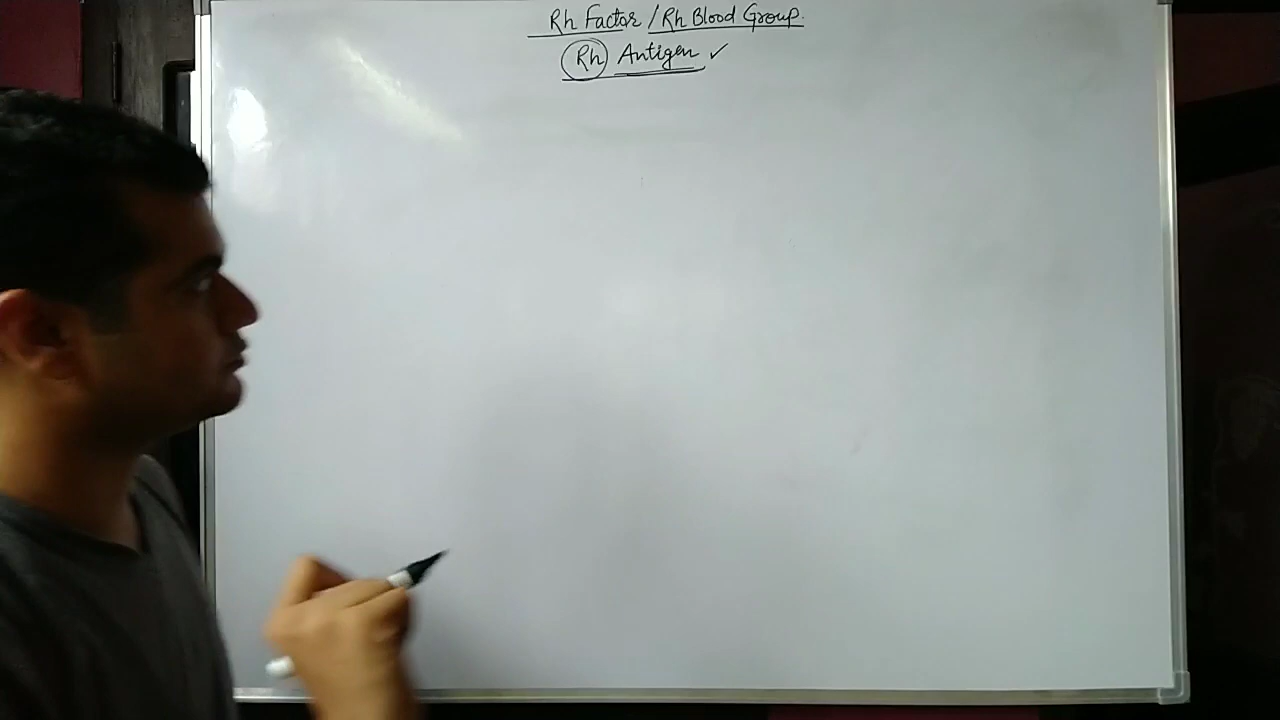 Rh Factor / Rh Blood Group.
Rh Antigen ✓